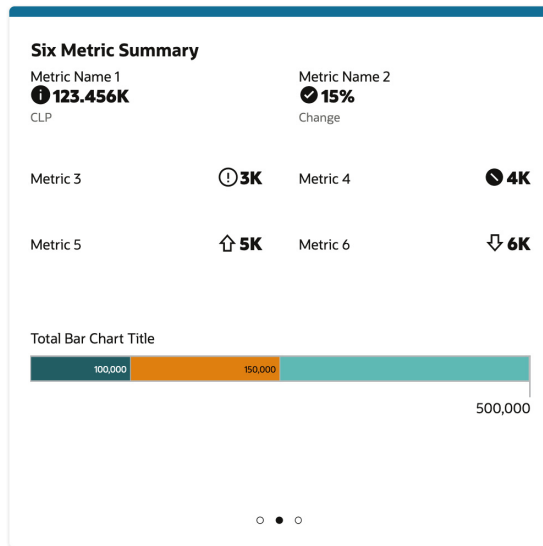 Six Metric Summary
Metric Name 1
123.456K
CLP
Metric Name 2
15%
Change
Metric 3
3K
Metric 4
4K
Metric 5
5K
Metric 6
6K
Total Bar Chart Title
100,000
150,000
500,000